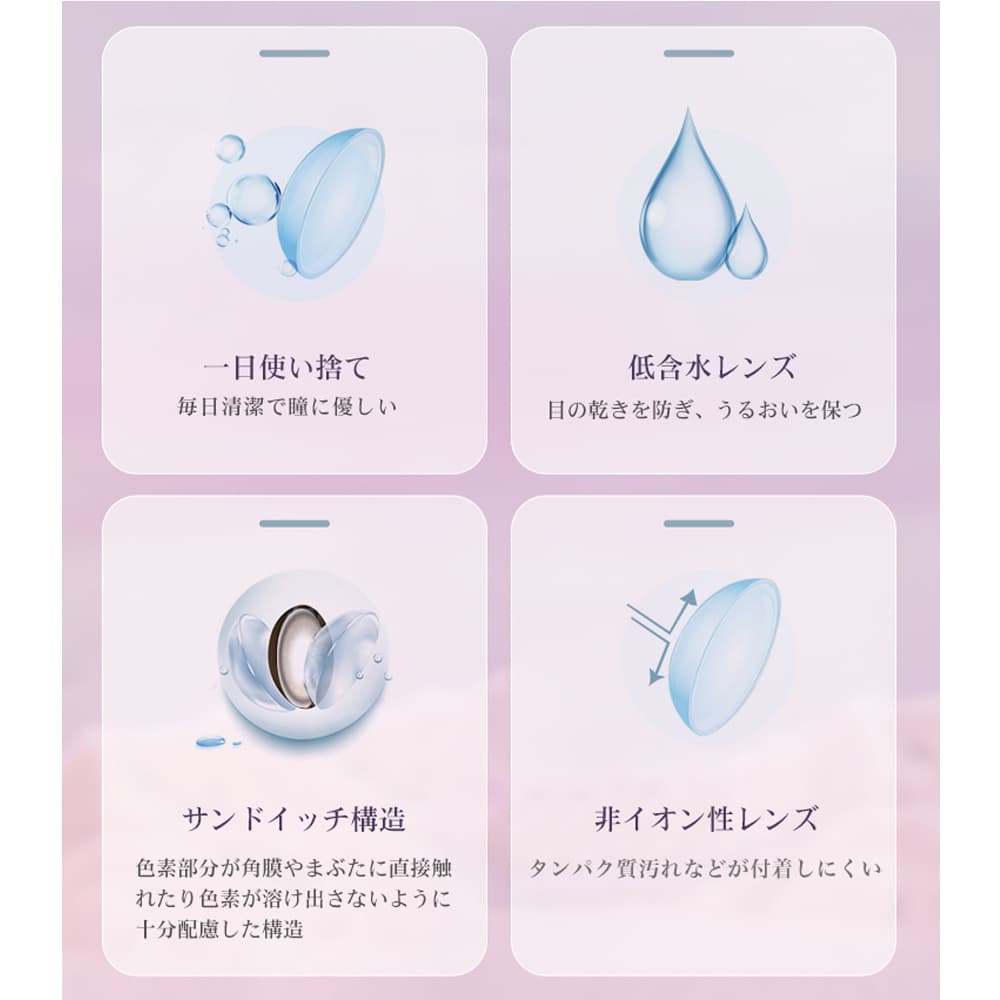 一日使い捨て
毎日清潔で瞳に優しい
低含水レンズ
目の乾きを防ぎ、うるおいを保つ
サンドイッチ構造
色素部分が角膜やまぶたに直接触
れたり色素が溶け出さないように
十分配慮した構造
非イオン性レンズ
タンパク質汚れなどが付着しにくい